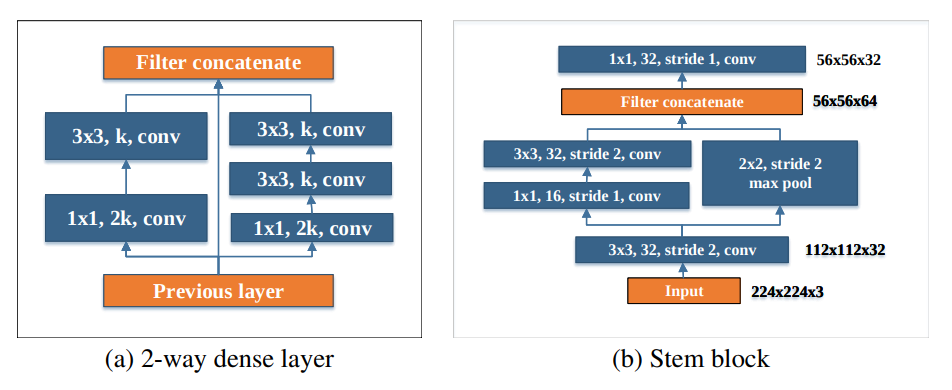 Filter concatenate
3x3, k, conv
1x1, 2k, conv
3x3, k, conv
3x3, k, conv
1x1, 2k, conv
Previous layer
(a) 2-way dense layer
1x1, 32, stride 1, conv
56x56x32
Filter concatenate
56x56x64
3x3, 32, stride 2, conv
1x1, 16, stride 1, conv
2x2, stride 2
max pool
3x3, 32, stride 2, conv
112x112x32
Input
224x224x3
(b) Stem block